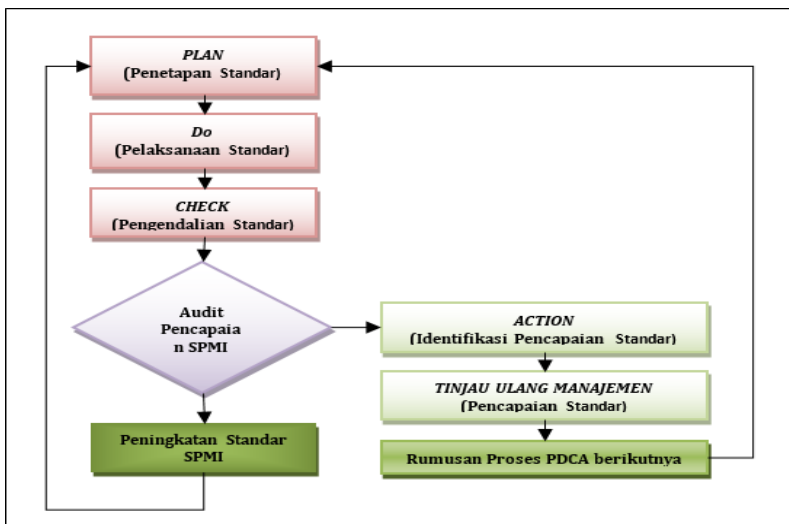 PLAN
(Penetapan Standar)
Do
(Pelaksanaan Standar)
CHECK
(Pengendalian Standar)
Audit
Pencapaia
n SPMI
Peningkatan Standar
SPMI
ACTION
(Identifikasi Pencapaian Standar)
TINJAU ULANG MANAJEMEN
(Pencapaian Standar)
Rumusan Proses PDCA berikutnya